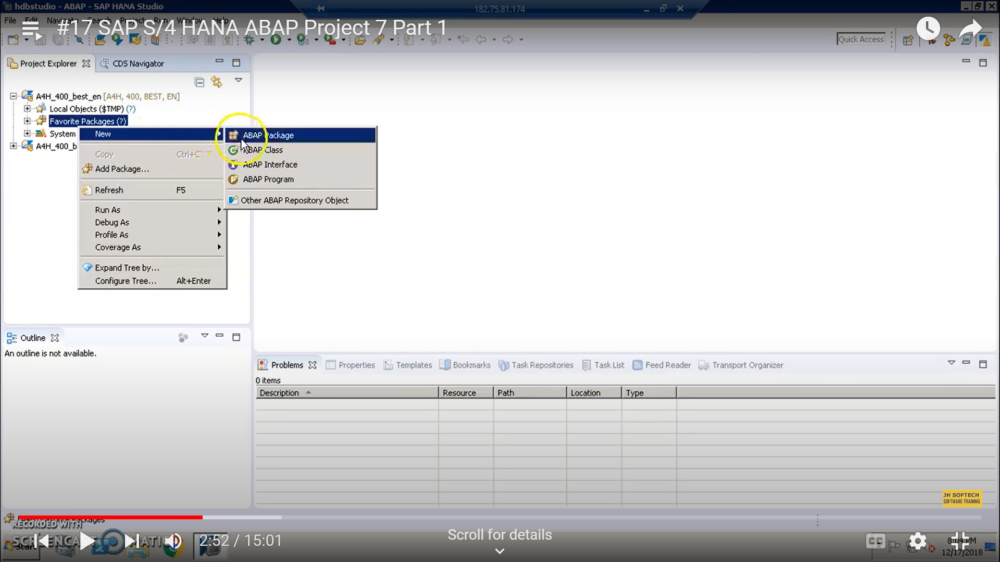 hdbstudio - ABAP - SAP HANA Studio
182.75.81.174
File Edit Navigate Search Project Run Window Help
#17 SAP S/4 HANA ABAP Project 7 Part 1
Quick Access
Project Explorer
CDS Navigator
A4H_400_best_en [A4H, 400, BEST, EN]
Local Objects ($TMP) (?)
Favorite Packages (?)
System
A4H_400_b
New
Copy Ctrl+C
Add Package...
Refresh F5
Run As
Debug As
Profile As
Coverage As
Expand Tree by...
Configure Tree... Alt+Enter
ABAP Package
ABAP Class
ABAP Interface
ABAP Program
Other ABAP Repository Object
Outline
An outline is not available.
Problems Properties Templates Bookmarks Task Repositories Task List Feed Reader Transport Organizer
0 items
Description Resource Path Location Type
JH SOFTECH
SOFTWARE TRAINING
RECORDED WITH
2:52 / 15:01
Scroll for details
CC
Start
8:04 PM
12/17/2018